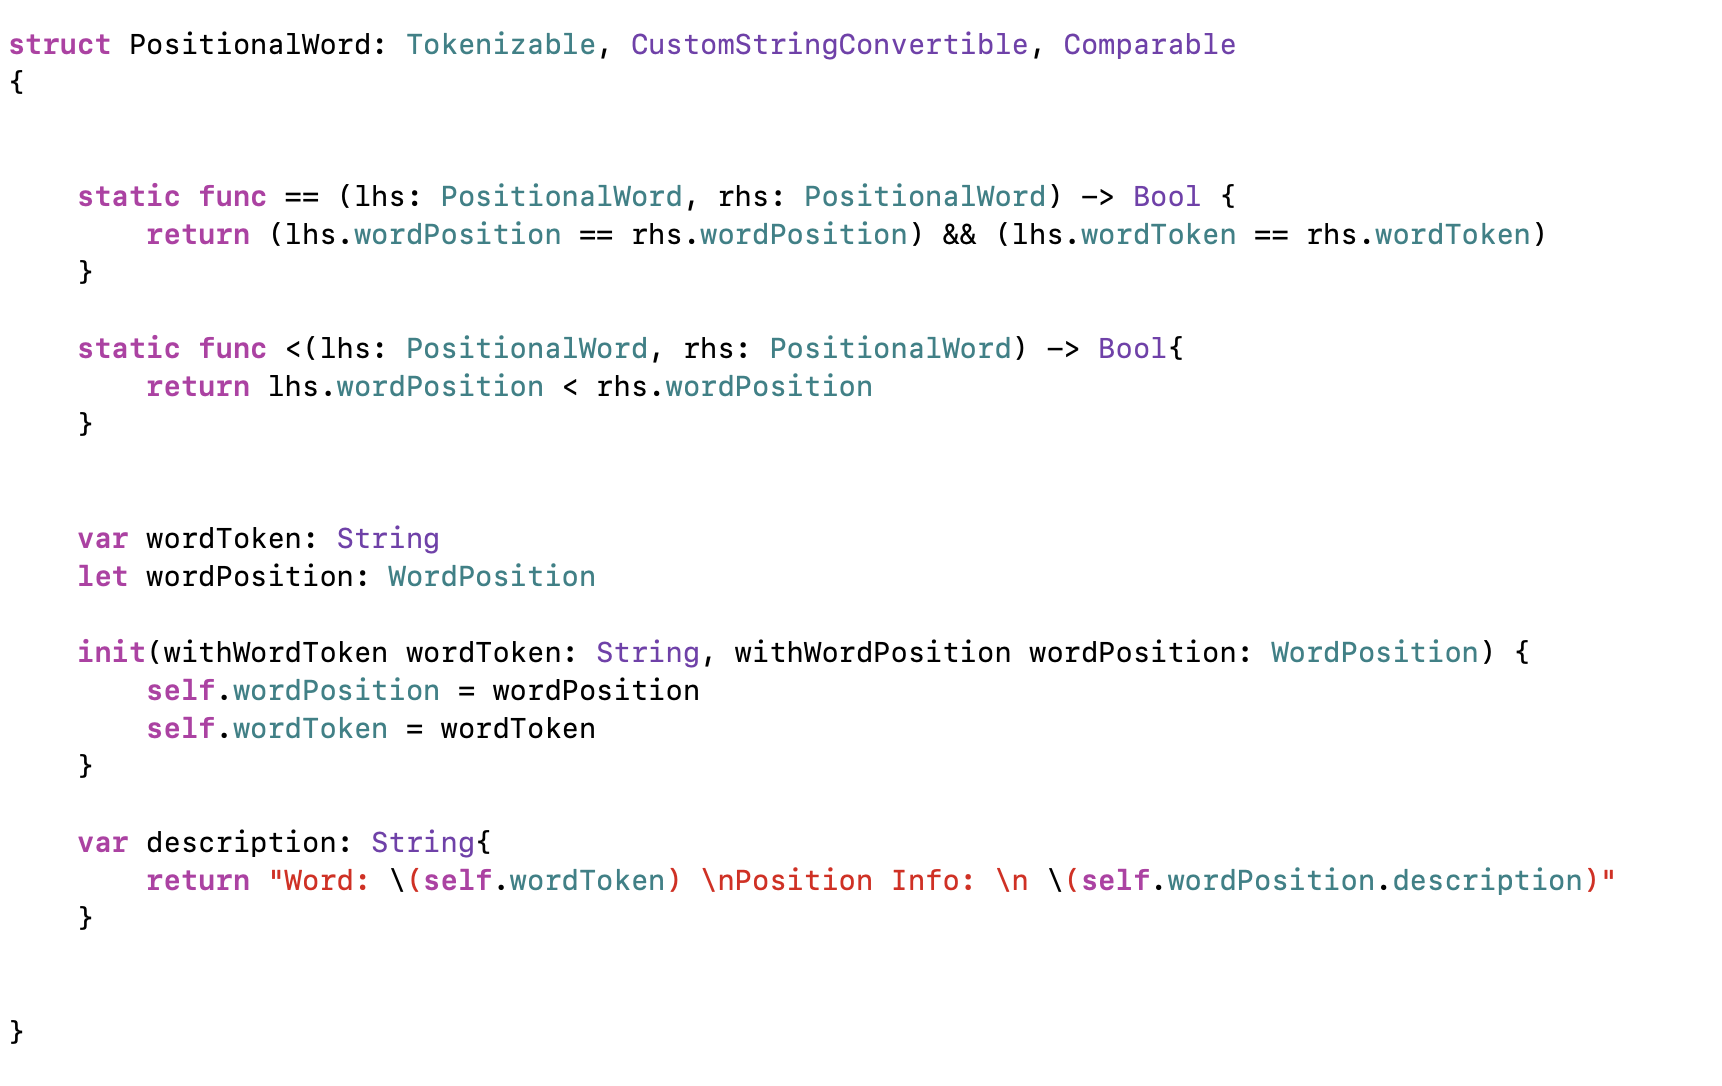 struct PositionalWord: Tokenizable, CustomStringConvertible, Comparable
{
    static func == (lhs: PositionalWord, rhs: PositionalWord) -> Bool {
        return (lhs.wordPosition == rhs.wordPosition) && (lhs.wordToken == rhs.wordToken)
    }
    static func <(lhs: PositionalWord, rhs: PositionalWord) -> Bool{
        return lhs.wordPosition < rhs.wordPosition
    }
    var wordToken: String
    let wordPosition: WordPosition
    init(withWordToken wordToken: String, withWordPosition wordPosition: WordPosition) {
        self.wordPosition = wordPosition
        self.wordToken = wordToken
    }
    var description: String{
        return "Word: \(self.wordToken) \nPosition Info: \n \(self.wordPosition.description)"
    }
}